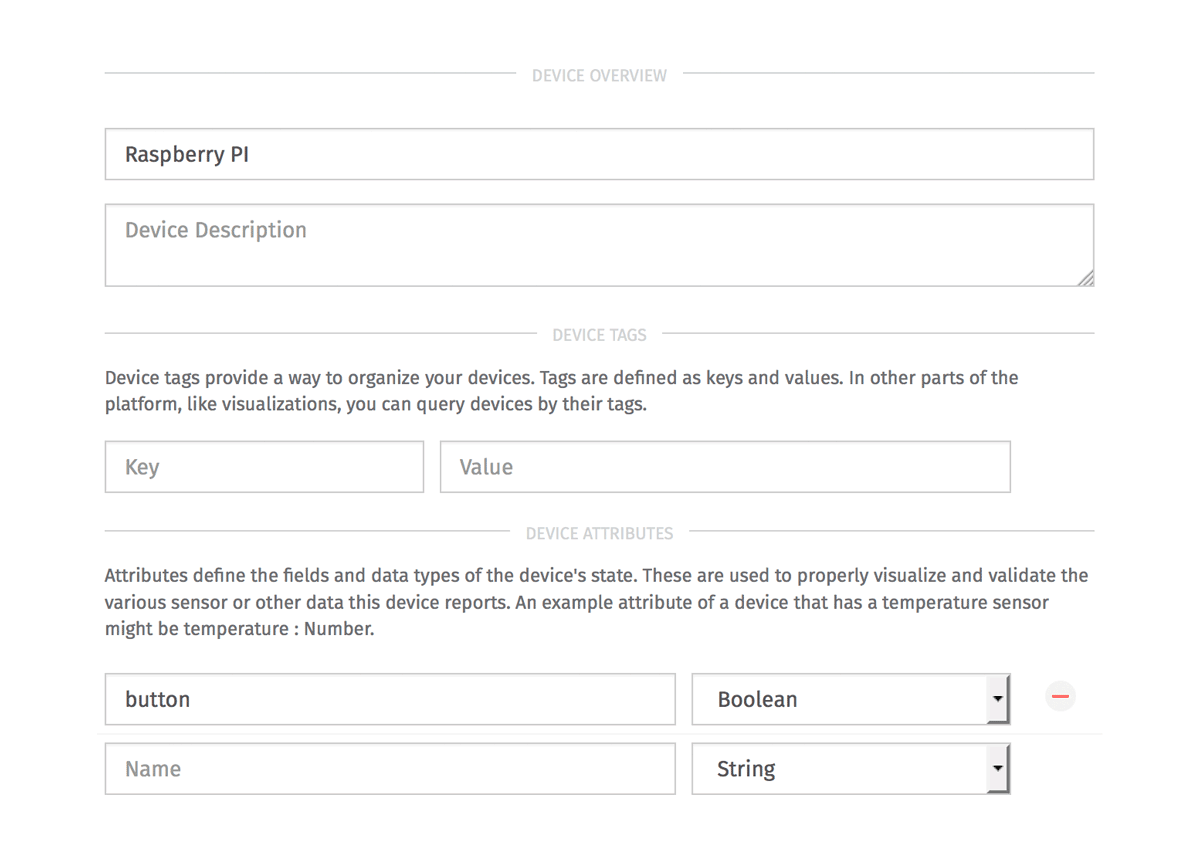 DEVICE OVERVIEW
Raspberry PI
Device Description
DEVICE TAGS
Device tags provide a way to organize your devices. Tags are defined as keys and values. In other parts of the
platform, like visualizations, you can query devices by their tags.
Key Value
DEVICE ATTRIBUTES
Attributes define the fields and data types of the device's state. These are used to properly visualize and validate the
various sensor or other data this device reports. An example attribute of a device that has a temperature sensor
might be temperature : Number.
button Boolean
Name String